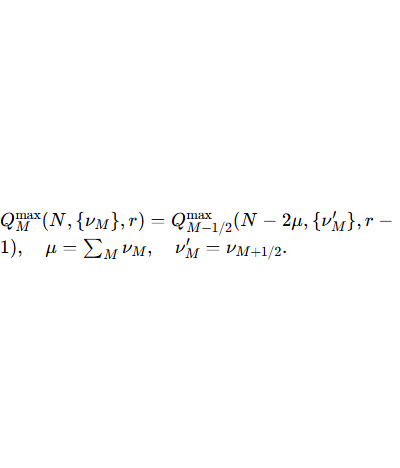 Q_M^max(N, {ν_M}, r) = Q_{M−1/2}^max(N − 2μ, {ν′_M}, r −
1),    μ = ∑_M ν_M,    ν′_M = ν_{M+1/2}.